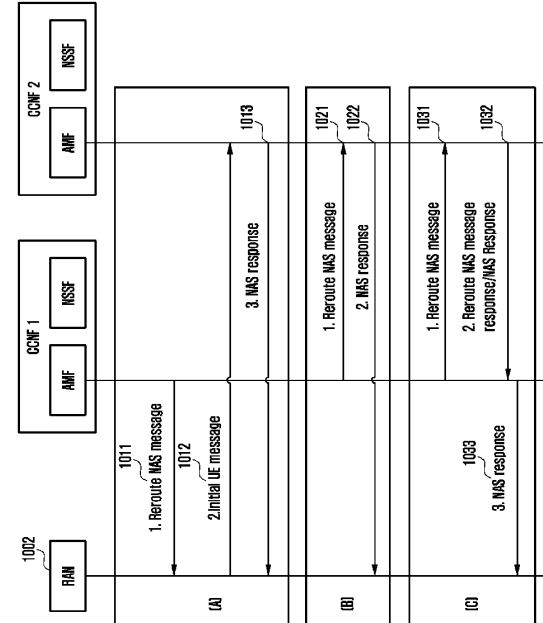 1002
RAN
CCNF 1
AMF
NSSF
CCNF 2
AMF
NSSF
[A]
1011
1. Reroute NAS message
1012
2.Initial UE message
1013
3. NAS response
[B]
1021
1. Reroute NAS message
1022
2. NAS response
[C]
1031
1. Reroute NAS message
1032
2. Reroute NAS message
response/NAS Response
1033
3. NAS response